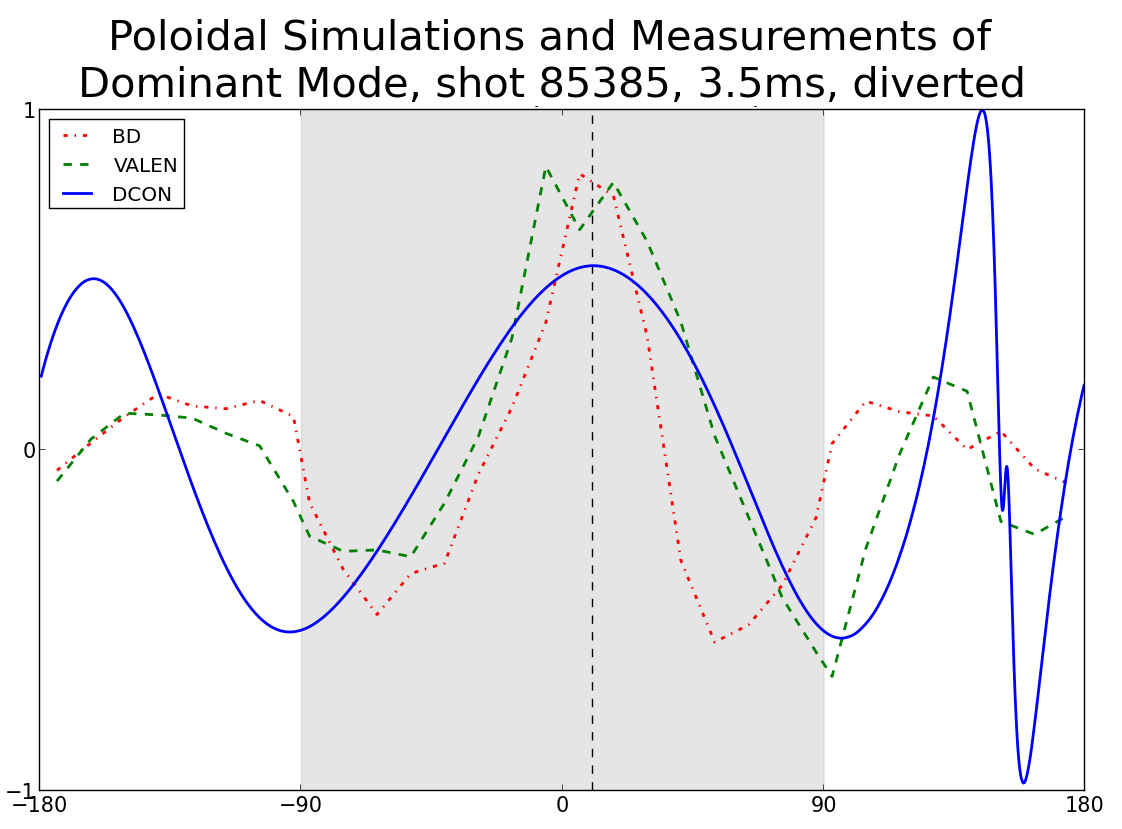 Poloidal Simulations and Measurements of
Dominant Mode, shot 85385, 3.5ms, diverted
1
BD
VALEN
DCON
0
−1
−180
−90
0
90
180